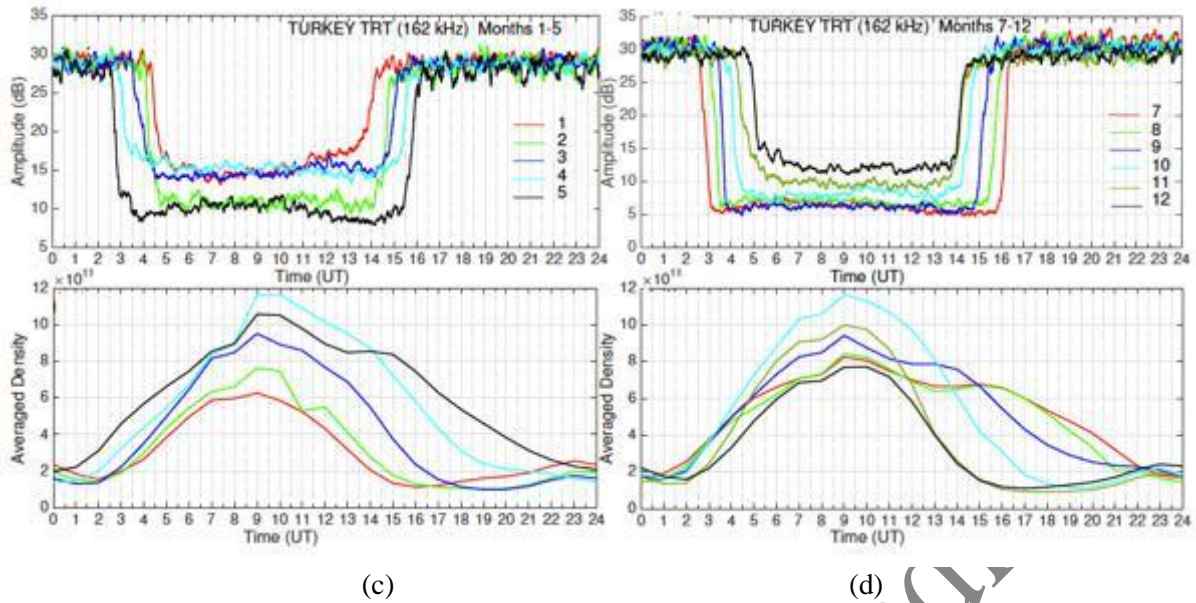 TURKEY TRT (162 kHz) Months 1-5
Amplitude (dB)
35
30
25
20
15
10
5
1
2
3
4
5
0 1 2 3 4 5 6 7 8 9 10 11 12 13 14 15 16 17 18 19 20 21 22 23 24
Time (UT)
×10¹¹
Averaged Density
12
10
8
6
4
2
0
0 1 2 3 4 5 6 7 8 9 10 11 12 13 14 15 16 17 18 19 20 21 22 23 24
Time (UT)
(c)
TURKEY TRT (162 kHz) Months 7-12
Amplitude (dB)
35
30
25
20
15
10
5
0
7
8
9
10
11
12
0 1 2 3 4 5 6 7 8 9 10 11 12 13 14 15 16 17 18 19 20 21 22 23 24
Time (UT)
×10¹¹
Averaged Density
12
10
8
6
4
2
0
0 1 2 3 4 5 6 7 8 9 10 11 12 13 14 15 16 17 18 19 20 21 22 23 24
Time (UT)
(d)